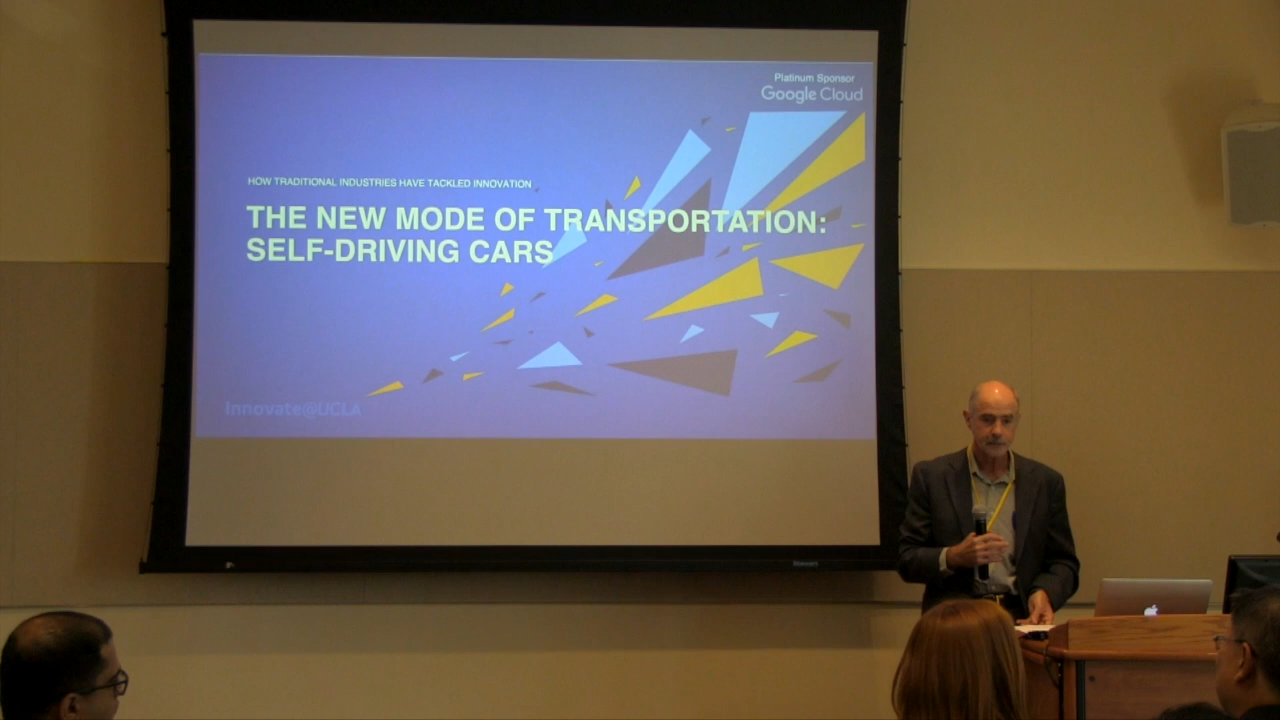 Platinum Sponsor
Google Cloud
HOW TRADITIONAL INDUSTRIES HAVE TACKLED INNOVATION
THE NEW MODE OF TRANSPORTATION:
SELF-DRIVING CARS
Innovate@UCLA